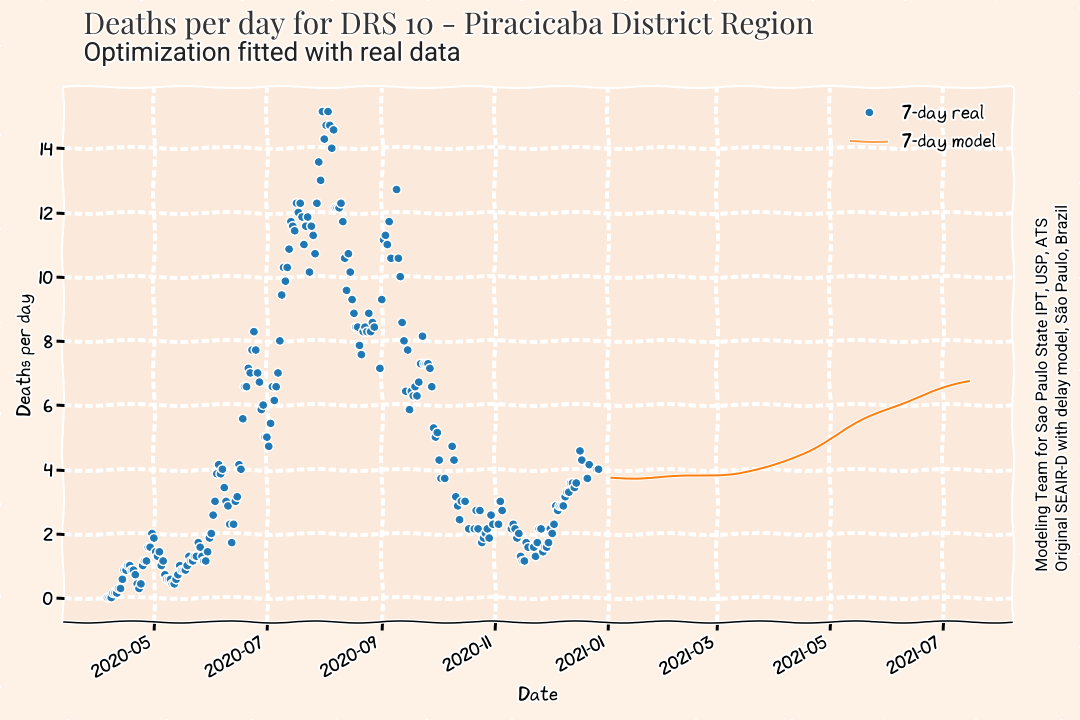 Deaths per day for DRS 10 - Piracicaba District Region
Optimization fitted with real data
7-day real
7-day model
14
12
10
8
6
4
2
0
Deaths per day
2020-05
2020-07
2020-09
2020-11
2021-01
2021-03
2021-05
2021-07
Date
Modeling Team for Sao Paulo State IPT, USP, ATS
Original SEAIR-D with delay model, São Paulo, Brazil